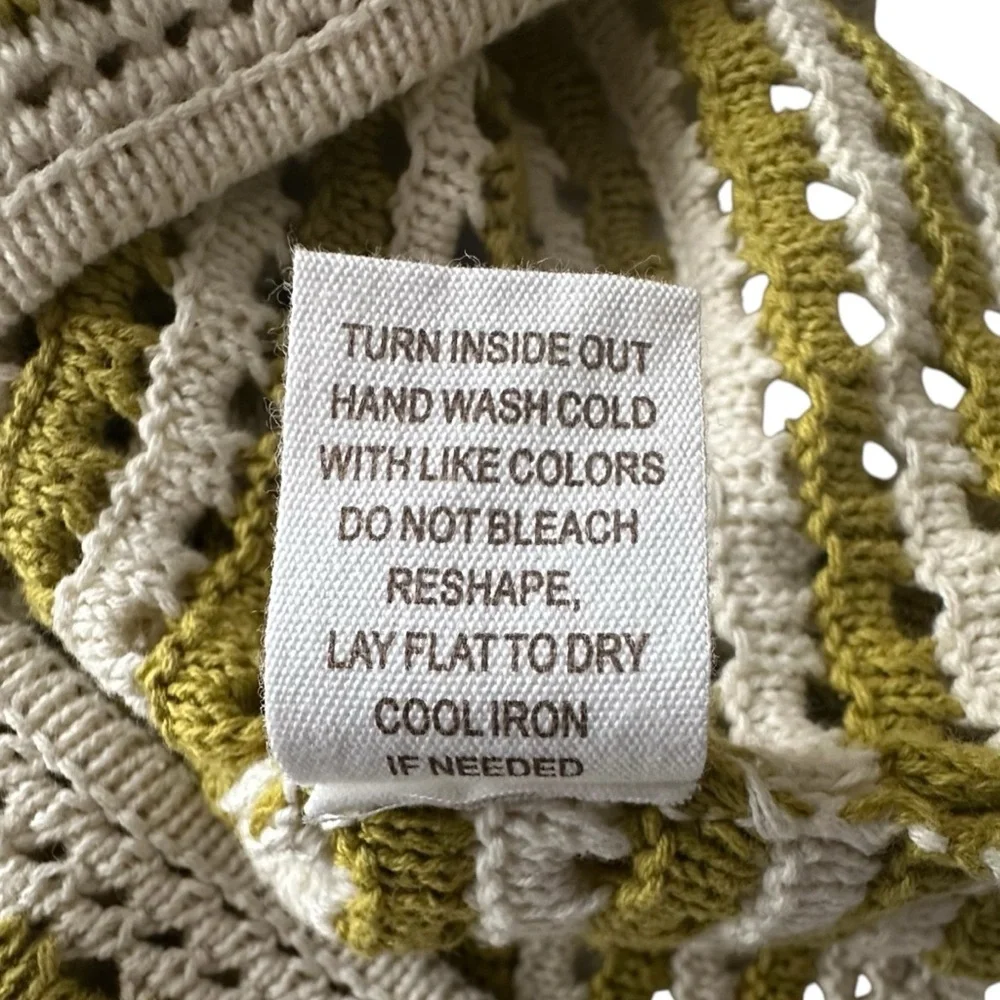 TURN INSIDE OUT
HAND WASH COLD
WITH LIKE COLORS
DO NOT BLEACH
RESHAPE,
LAY FLAT TO DRY
COOL IRON
IF NEEDED